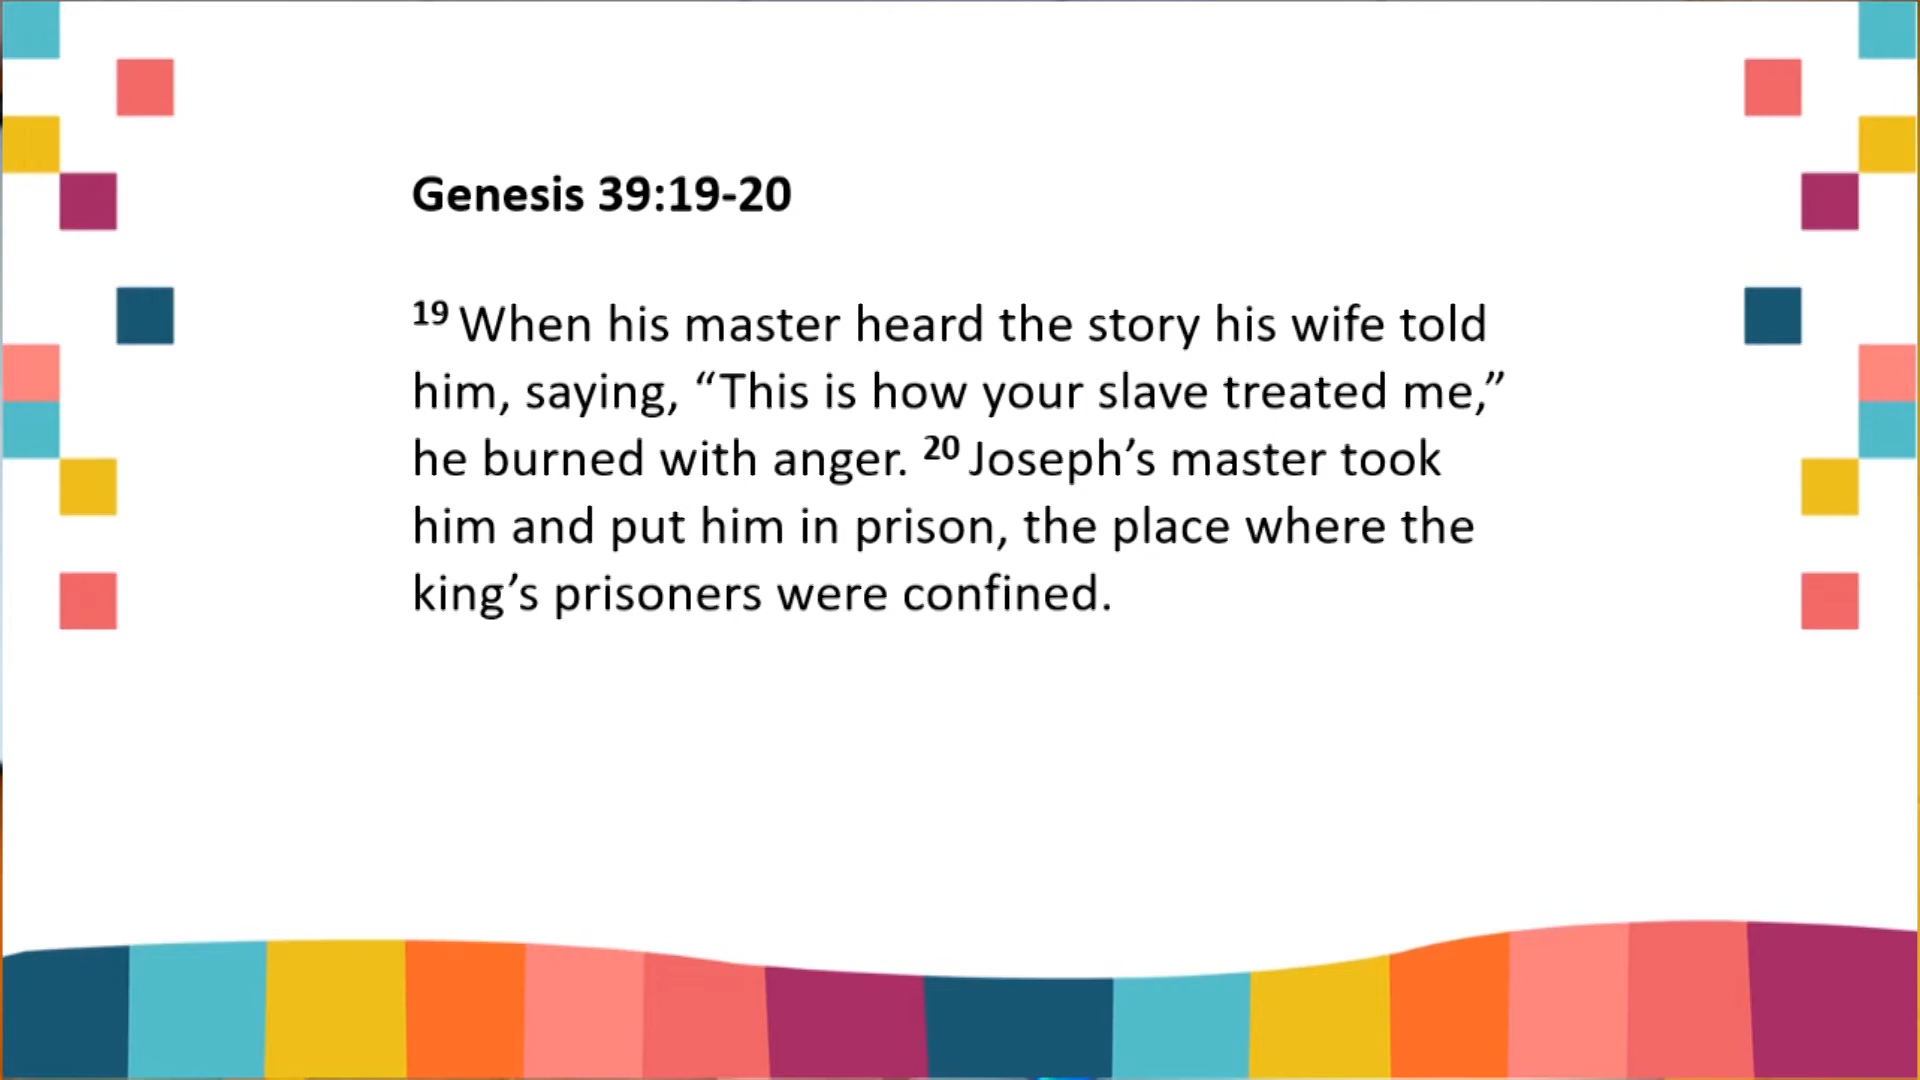 Genesis 39:19-20
19 When his master heard the story his wife told
him, saying, “This is how your slave treated me,”
he burned with anger. 20 Joseph’s master took
him and put him in prison, the place where the
king’s prisoners were confined.